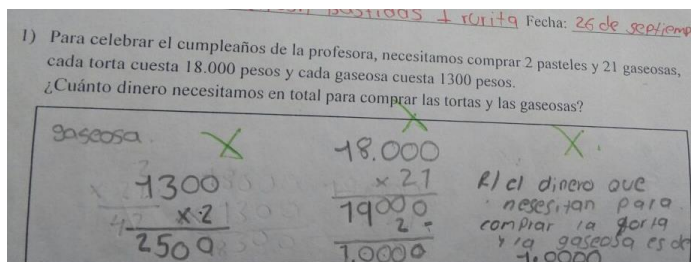 Fecha: 26 de septiem
1) Para celebrar el cumpleaños de la profesora, necesitamos comprar 2 pasteles y 21 gaseosas,
cada torta cuesta 18.000 pesos y cada gaseosa cuesta 1300 pesos.
¿Cuánto dinero necesitamos en total para comprar las tortas y las gaseosas?
gaseosa.
1300
x 2
2500
18.000
x 21
19000
2
1.0000
R/ el dinero que
nesesitan para
comprar la
y la gaseosa es de
1.0000